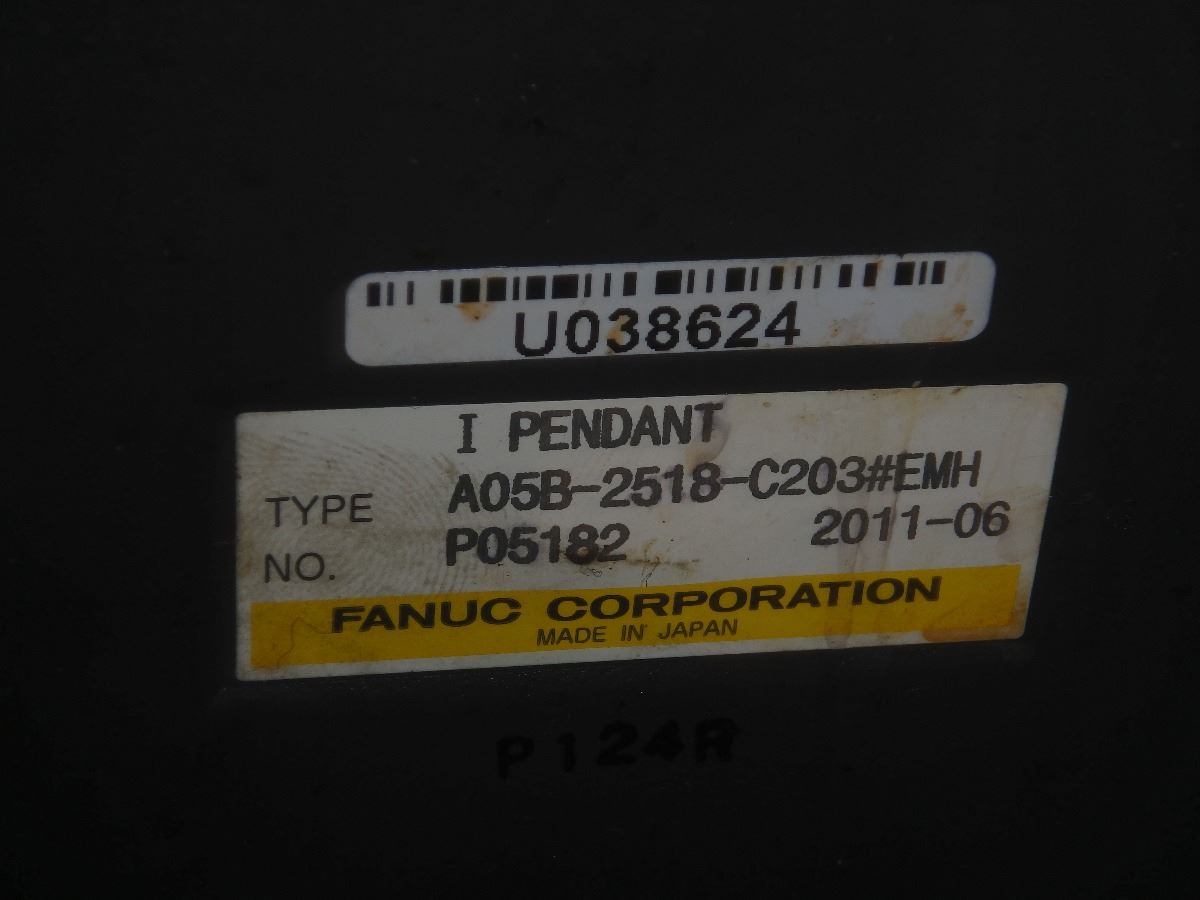 U038624
I PENDANT
TYPE A05B-2518-C203#EMH
NO. P05182 2011-06
FANUC CORPORATION
MADE IN JAPAN
P124R